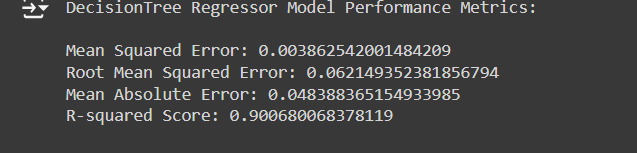 DecisionTree Regressor Model Performance Metrics:
Mean Squared Error: 0.003862542001484209
Root Mean Squared Error: 0.062149352381856794
Mean Absolute Error: 0.048388365154933985
R-squared Score: 0.900680068378119